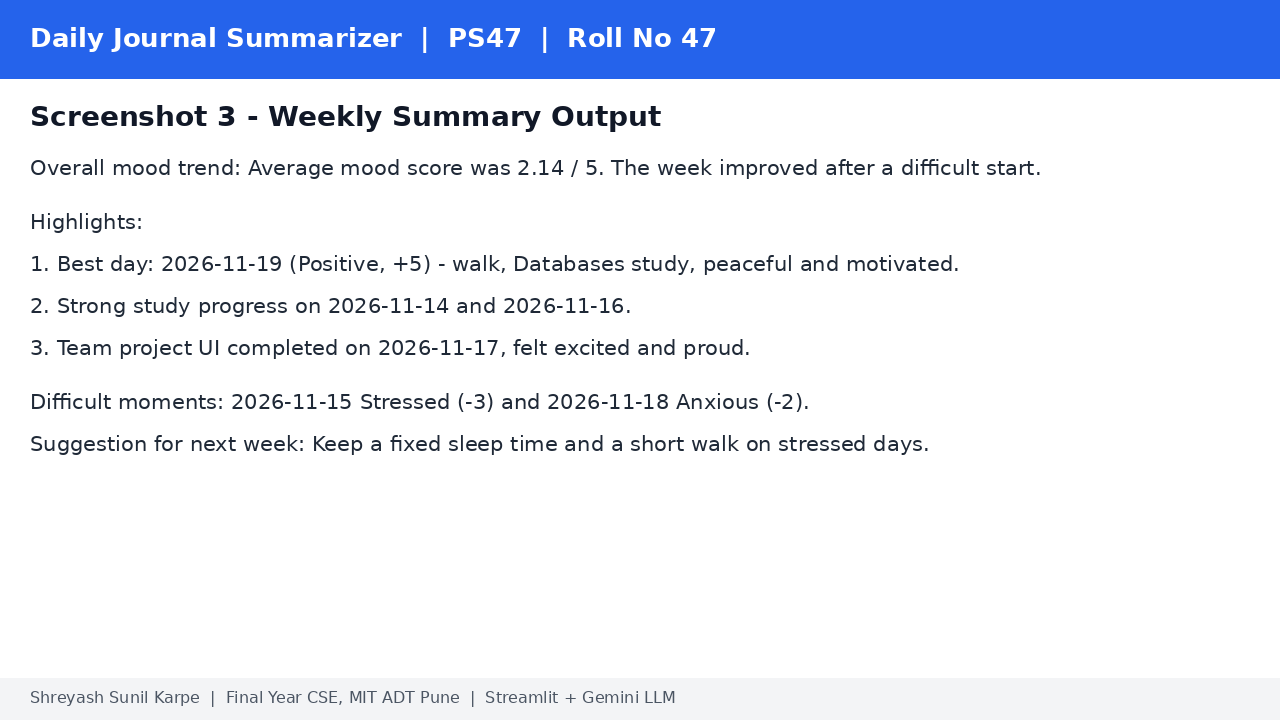 Daily Journal Summarizer | PS47 | Roll No 47
Screenshot 3 - Weekly Summary Output
Overall mood trend: Average mood score was 2.14 / 5. The week improved after a difficult start.
Highlights:
1. Best day: 2026-11-19 (Positive, +5) - walk, Databases study, peaceful and motivated.
2. Strong study progress on 2026-11-14 and 2026-11-16.
3. Team project UI completed on 2026-11-17, felt excited and proud.
Difficult moments: 2026-11-15 Stressed (-3) and 2026-11-18 Anxious (-2).
Suggestion for next week: Keep a fixed sleep time and a short walk on stressed days.
Shreyash Sunil Karpe | Final Year CSE, MIT ADT Pune | Streamlit + Gemini LLM